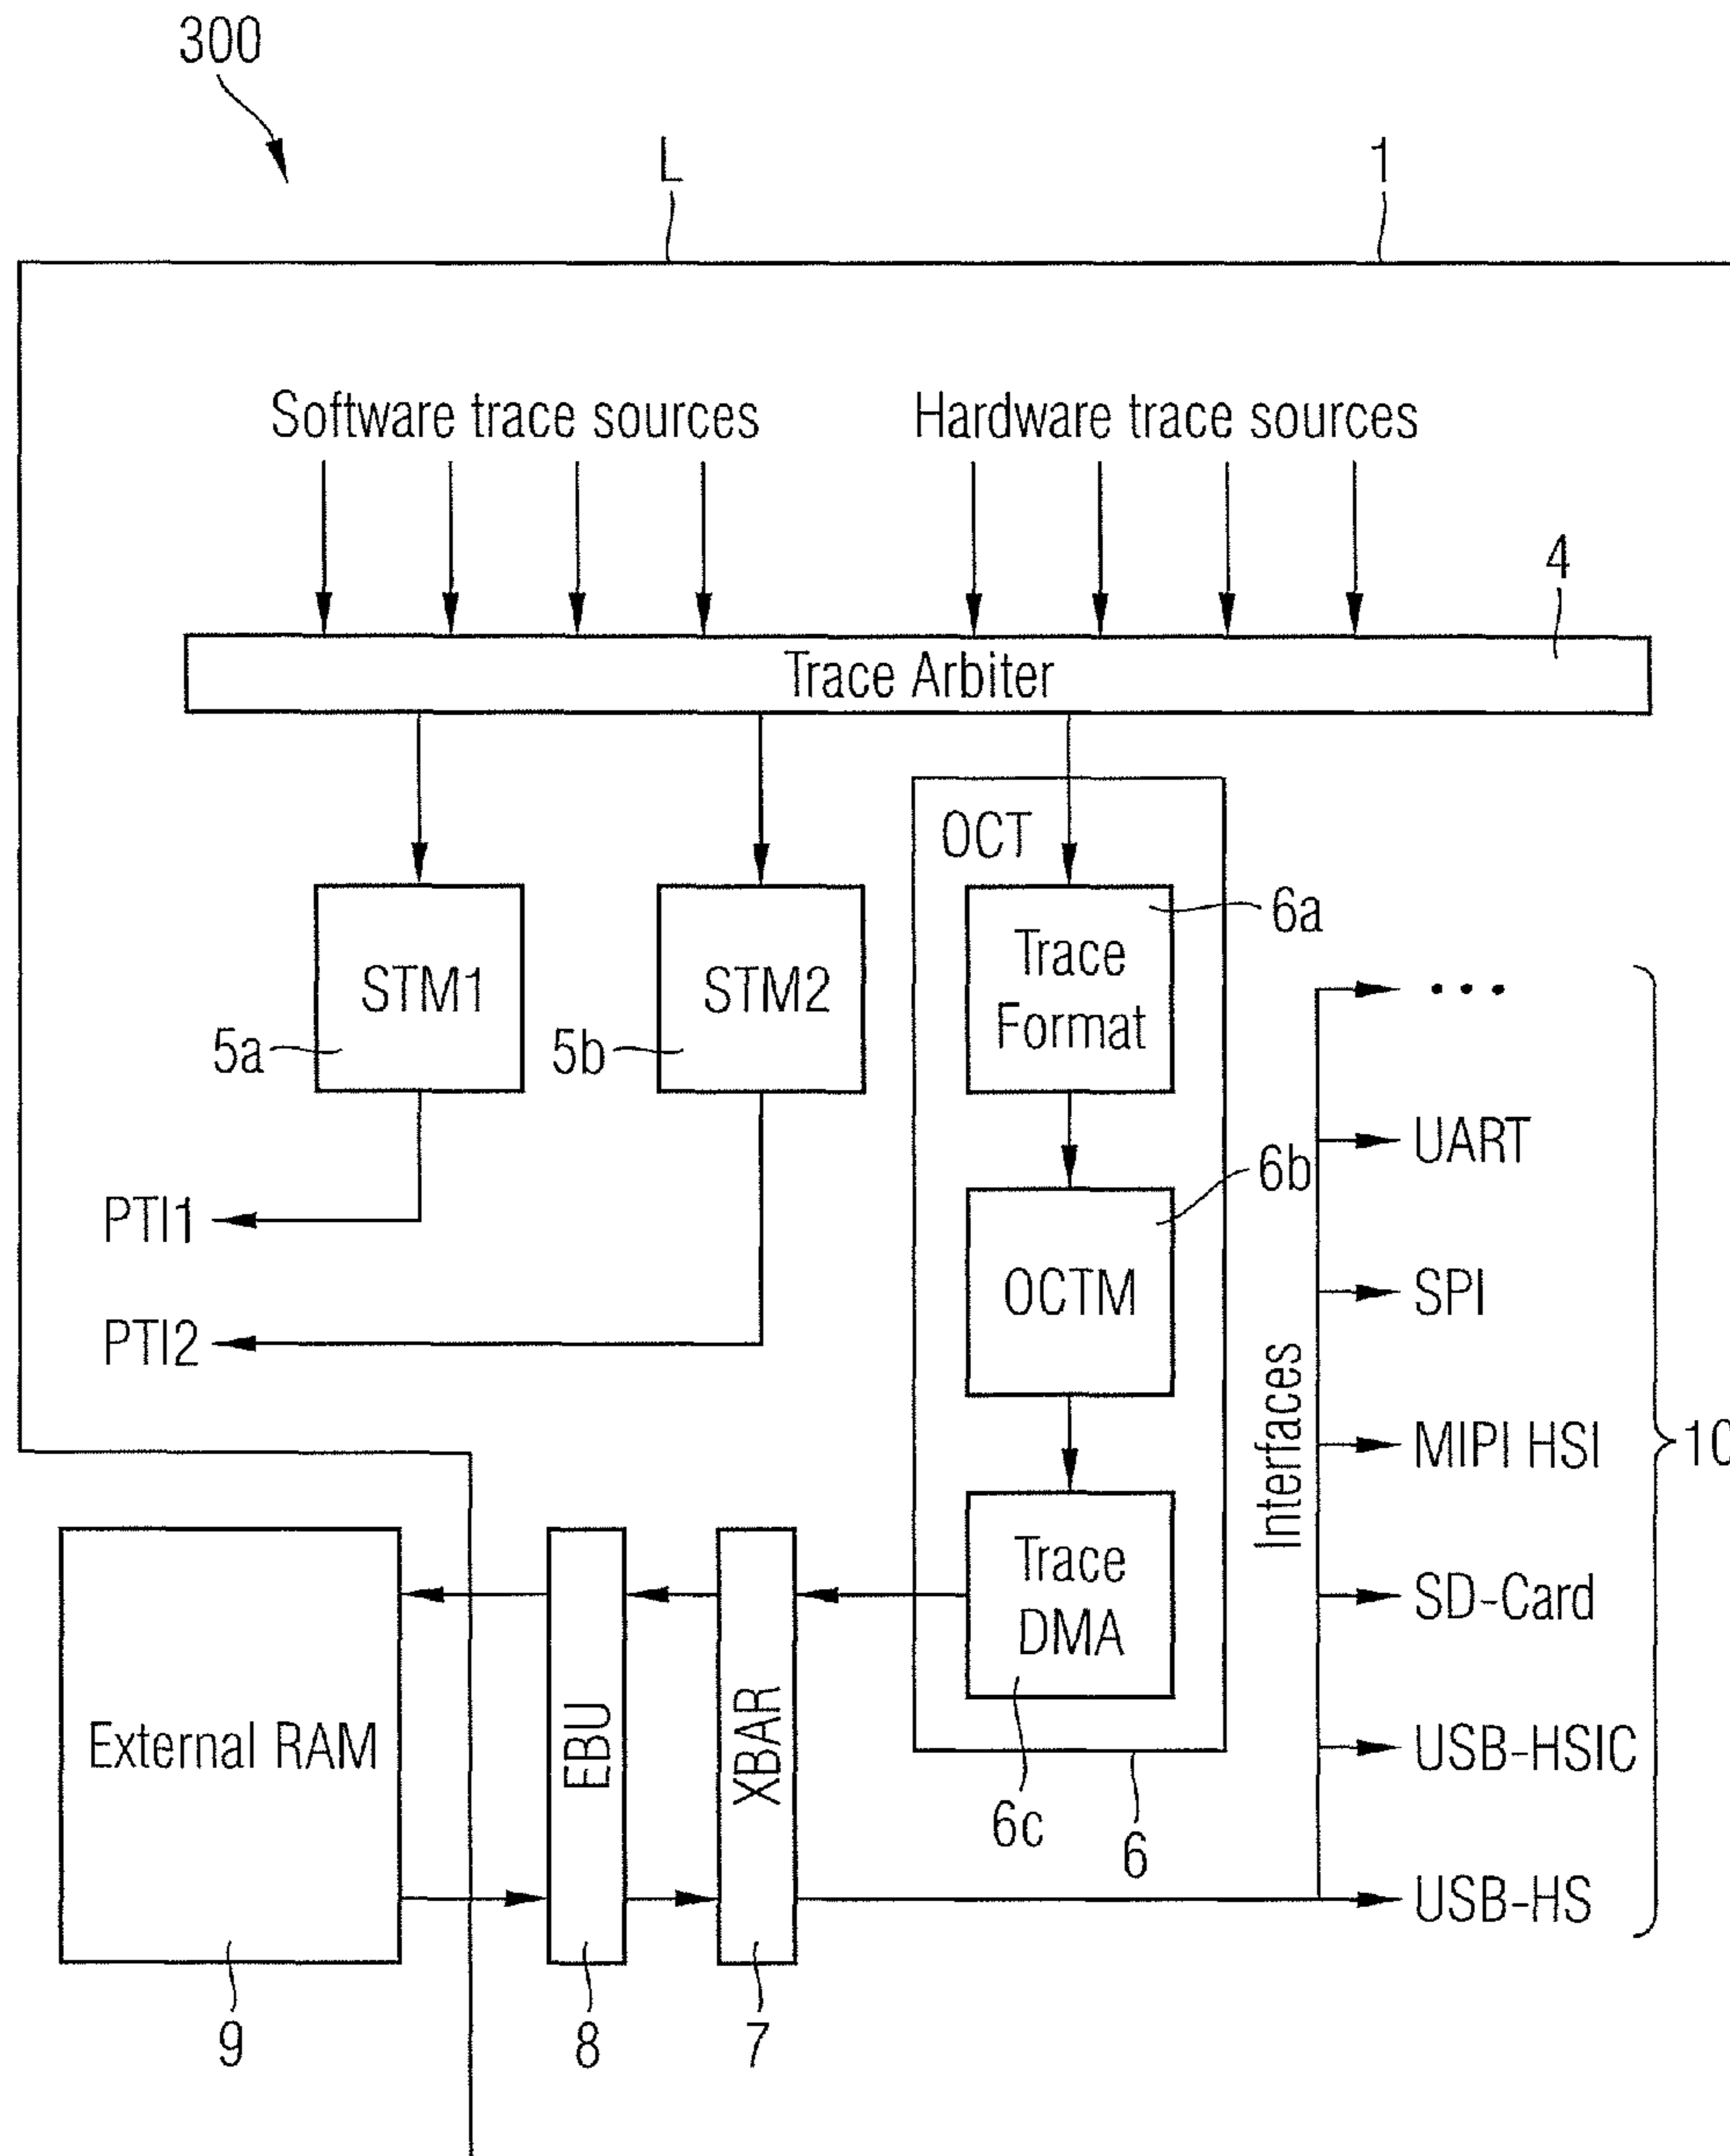 300
L
1
Software trace sources
Hardware trace sources
4
Trace Arbiter
OCT
6a
Trace
Format
STM1
STM2
5a
5b
...
UART
6b
PTI1
OCTM
SPI
PTI2
Interfaces
MIPI HSI
10
Trace
DMA
SD-Card
External RAM
EBU
XBAR
USB-HSIC
6c
6
USB-HS
9
8
7